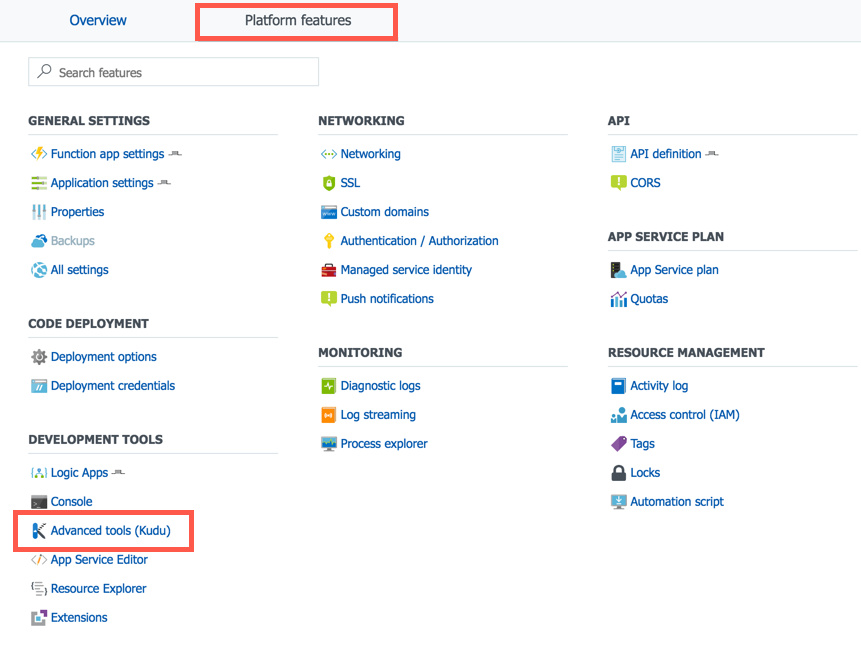 Overview
Platform features
Search features
GENERAL SETTINGS
Function app settings
Application settings
Properties
Backups
All settings
CODE DEPLOYMENT
Deployment options
Deployment credentials
DEVELOPMENT TOOLS
Logic Apps
Console
Advanced tools (Kudu)
App Service Editor
Resource Explorer
Extensions
NETWORKING
Networking
SSL
Custom domains
Authentication / Authorization
Managed service identity
Push notifications
MONITORING
Diagnostic logs
Log streaming
Process explorer
API
API definition
CORS
APP SERVICE PLAN
App Service plan
Quotas
RESOURCE MANAGEMENT
Activity log
Access control (IAM)
Tags
Locks
Automation script